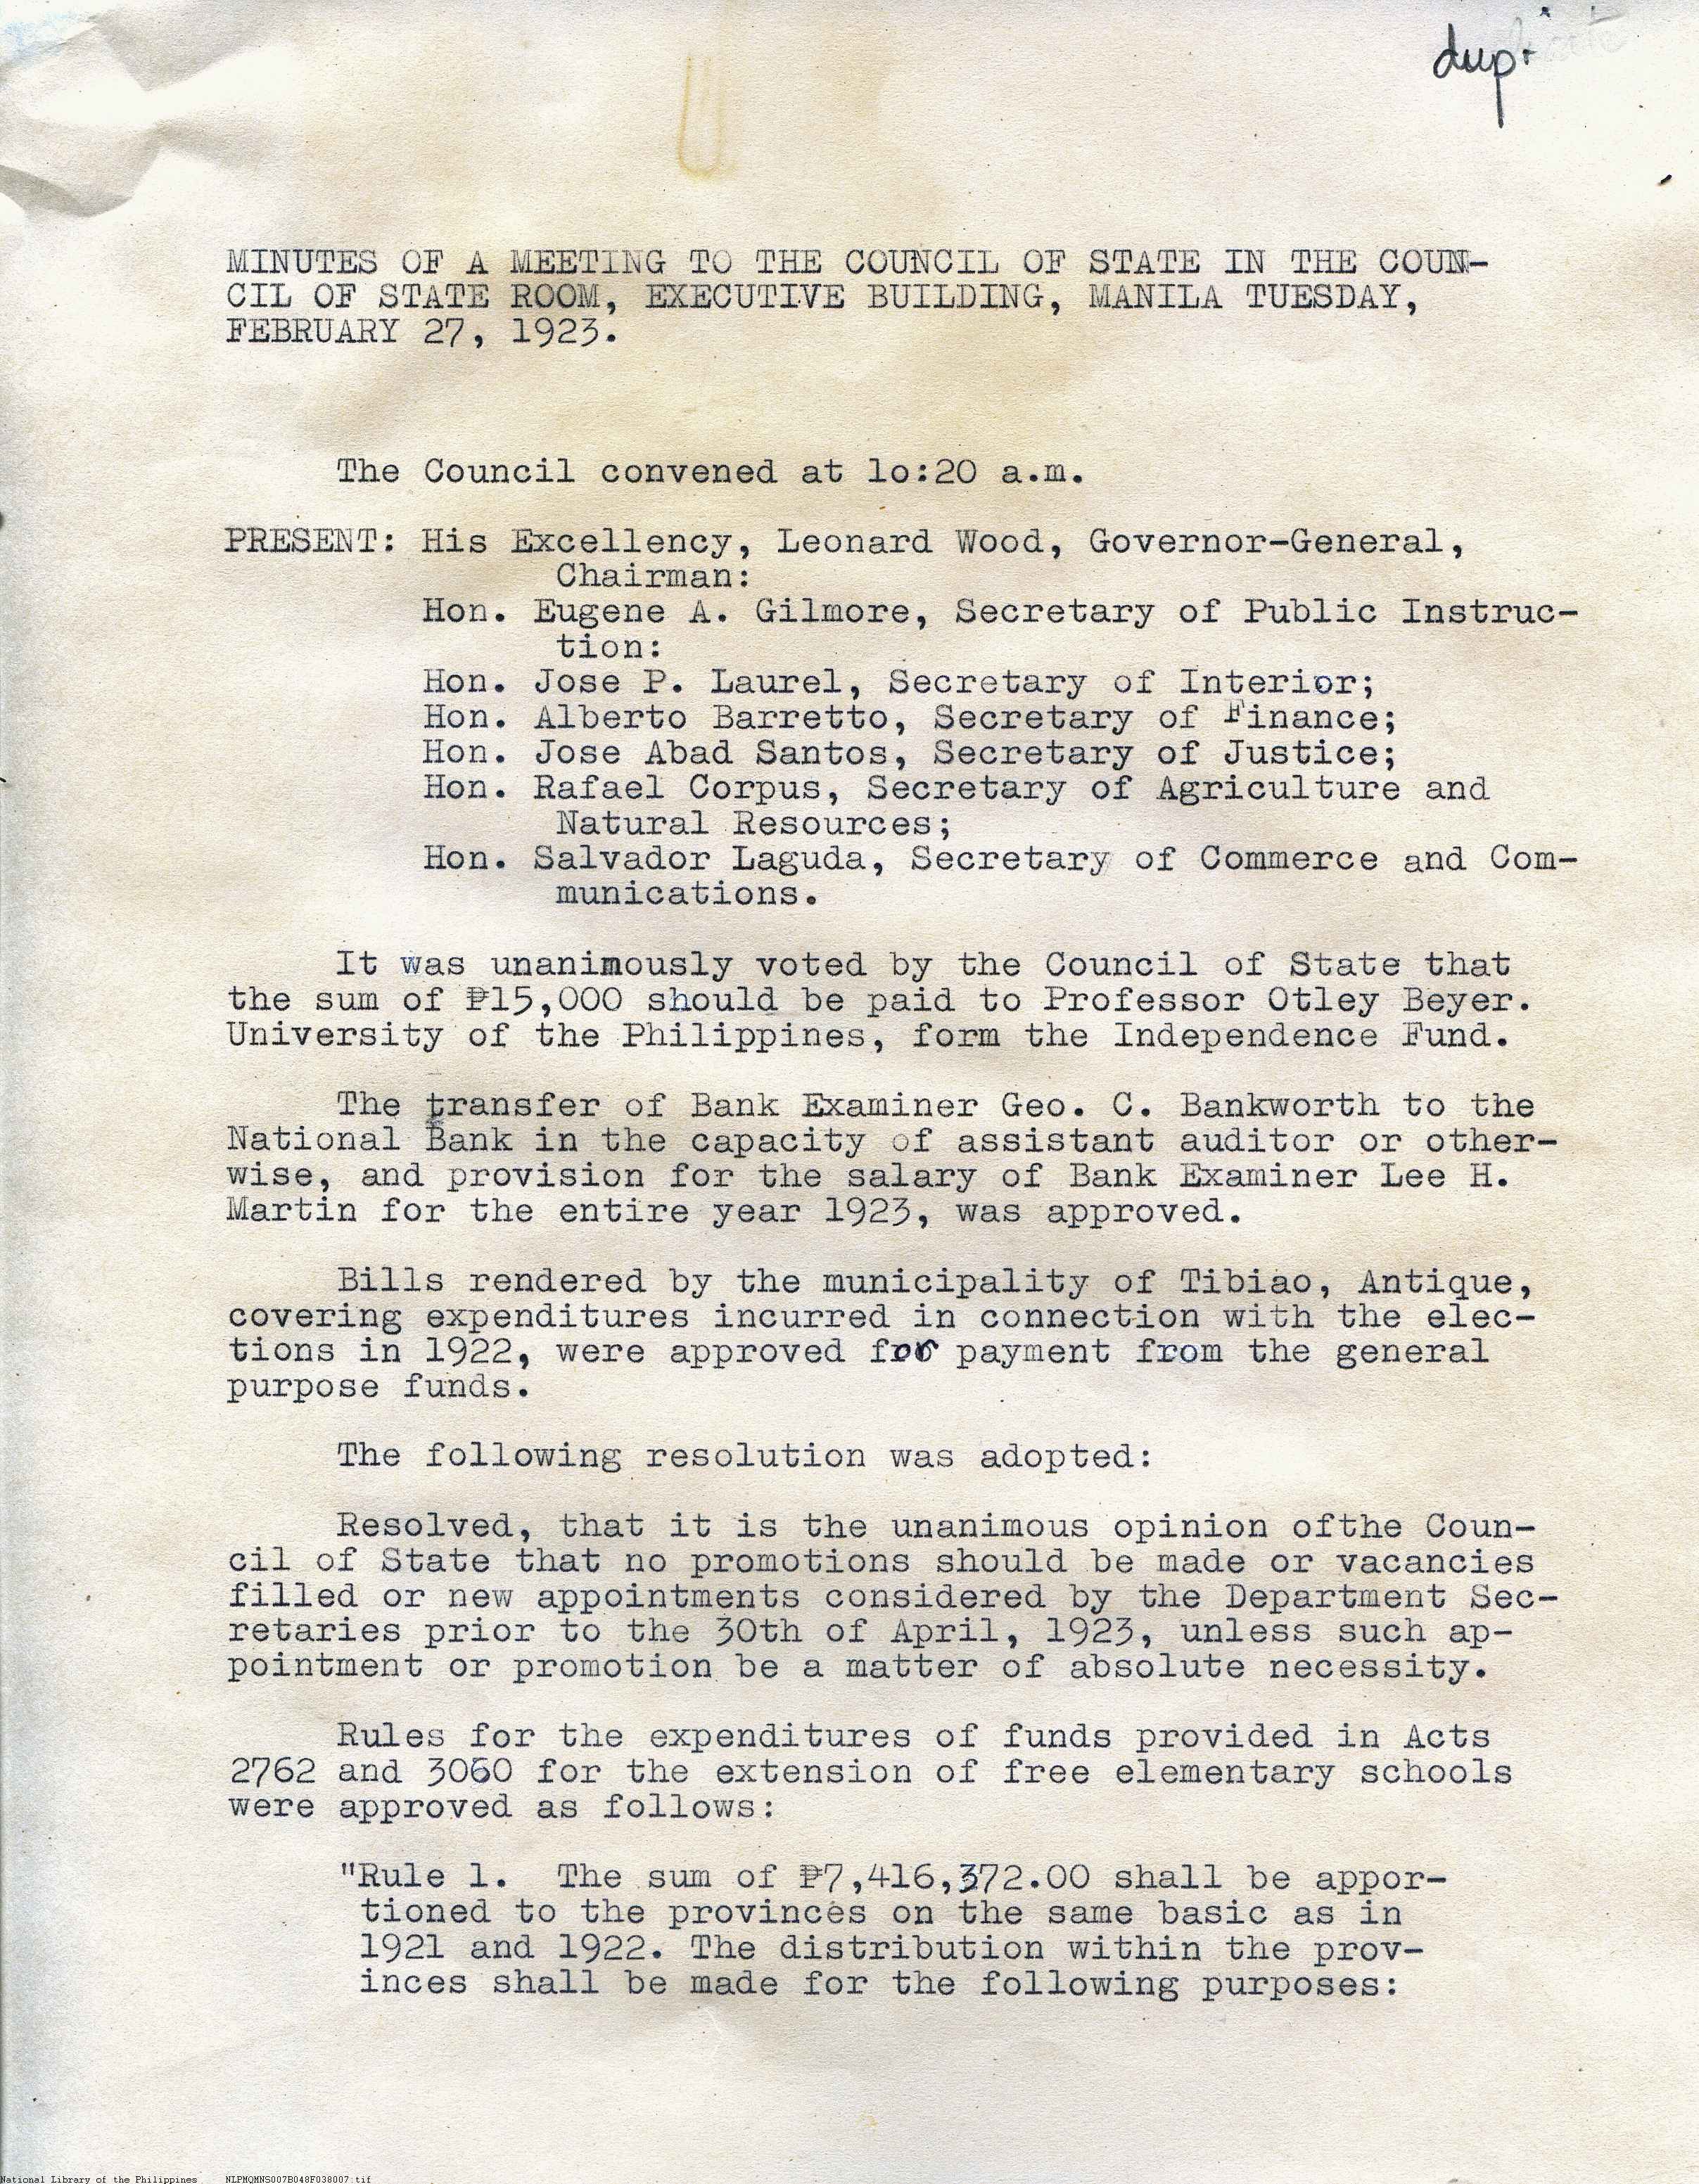 dup.
MINUTES OF A MEETING TO THE COUNCIL OF STATE IN THE COUN-
CIL OF STATE ROOM, EXECUTIVE BUILDING, MANILA TUESDAY,
FEBRUARY 27, 1923.
The Council convened at lo:20 a.m.
PRESENT: His Excellency, Leonard Wood, Governor-General,
Chairman:
Hon. Eugene A. Gilmore, Secretary of Public Instruc-
tion:
Hon. Jose P. Laurel, Secretary of Interior;
Hon. Alberto Barretto, Secretary of Finance;
Hon. Jose Abad Santos, Secretary of Justice;
Hon. Rafael Corpus, Secretary of Agriculture and
Natural Resources;
Hon. Salvador Laguda, Secretary of Commerce and Com-
munications.
It was unanimously voted by the Council of State that
the sum of ₱15,000 should be paid to Professor Otley Beyer.
University of the Philippines, form the Independence Fund.
The transfer of Bank Examiner Geo. C. Bankworth to the
National Bank in the capacity of assistant auditor or other-
wise, and provision for the salary of Bank Examiner Lee H.
Martin for the entire year 1923, was approved.
Bills rendered by the municipality of Tibiao, Antique,
covering expenditures incurred in connection with the elec-
tions in 1922, were approved for payment from the general
purpose funds.
The following resolution was adopted:
Resolved, that it is the unanimous opinion ofthe Coun-
cil of State that no promotions should be made or vacancies
filled or new appointments considered by the Department Sec-
retaries prior to the 30th of April, 1923, unless such ap-
pointment or promotion be a matter of absolute necessity.
Rules for the expenditures of funds provided in Acts
2762 and 3060 for the extension of free elementary schools
were approved as follows:
"Rule 1. The sum of ₱7,416,372.00 shall be appor-
tioned to the provinces on the same basic as in
1921 and 1922. The distribution within the prov-
inces shall be made for the following purposes:
National Library of the Philippines NLPMQMNS007B048F038007.tif